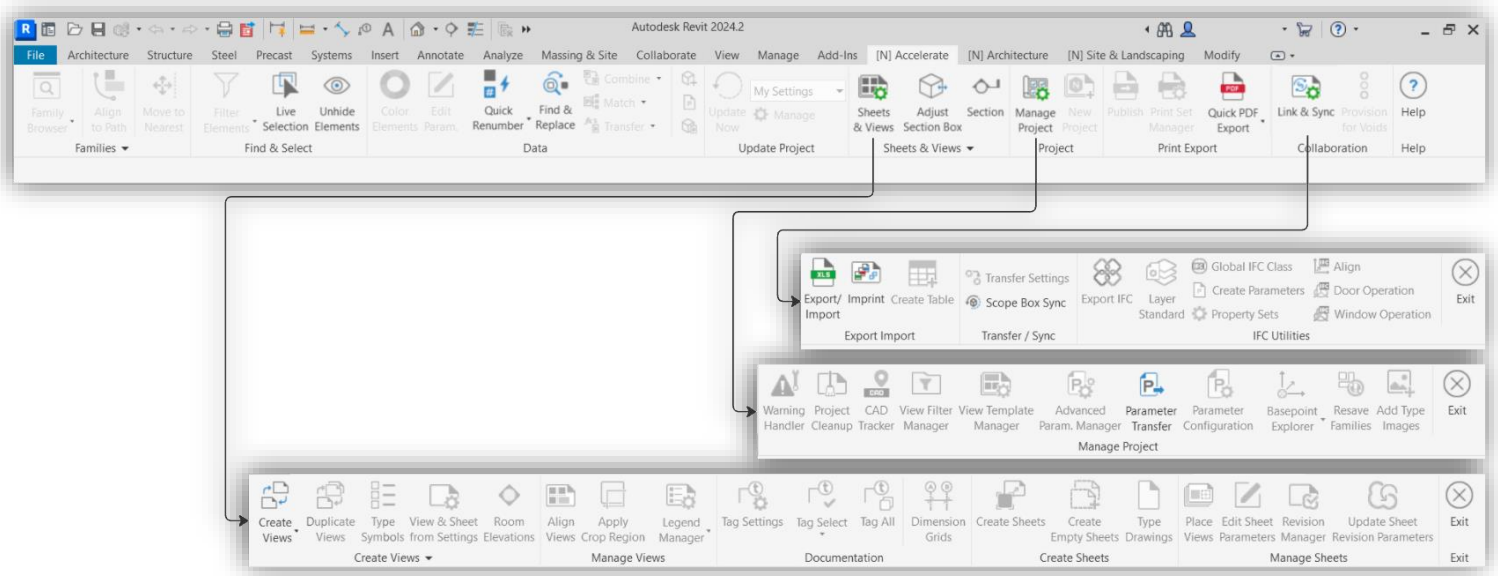 R Autodesk Revit 2024.2
File Architecture Structure Steel Precast Systems Insert Annotate Analyze Massing & Site Collaborate View Manage Add-Ins [N] Accelerate [N] Architecture [N] Site & Landscaping Modify
Family Browser
Align to Path
Move to Nearest
Families
Filter Elements
Live Selection
Unhide Elements
Find & Select
Color Elements
Edit Param.
Quick Renumber
Find & Replace
Combine
Match
Transfer
Data
Update Now
My Settings
Manage
Update Project
Sheets & Views
Adjust Section Box
Section
Sheets & Views
Manage Project
New Project
Project
Publish
Print Set Manager
PDF
Quick PDF Export
Print Export
Link & Sync
Provision for Voids
Collaboration
Help
Help
XLS
Export/ Import
Imprint
Create Table
Export Import
Transfer Settings
Scope Box Sync
Transfer / Sync
Export IFC
Layer Standard
Global IFC Class
Create Parameters
Property Sets
Align
Door Operation
Window Operation
IFC Utilities
Exit
Warning Handler
Project Cleanup
CAD
CAD Tracker
View Filter Manager
View Template Manager
Advanced Param. Manager
Parameter Transfer
Parameter Configuration
Basepoint Explorer
Resave Families
Add Type Images
Manage Project
Exit
Create Views
Duplicate Views
Type Symbols
View & Sheet from Settings
Room Elevations
Create Views
Align Views
Apply Crop Region
Legend Manager
Manage Views
Tag Settings
Tag Select
Tag All
Dimension Grids
Documentation
Create Sheets
Create Empty Sheets
Type Drawings
Create Sheets
Place Views
Edit Sheet Parameters
Revision Manager
Update Sheet Revision Parameters
Manage Sheets
Exit
Exit